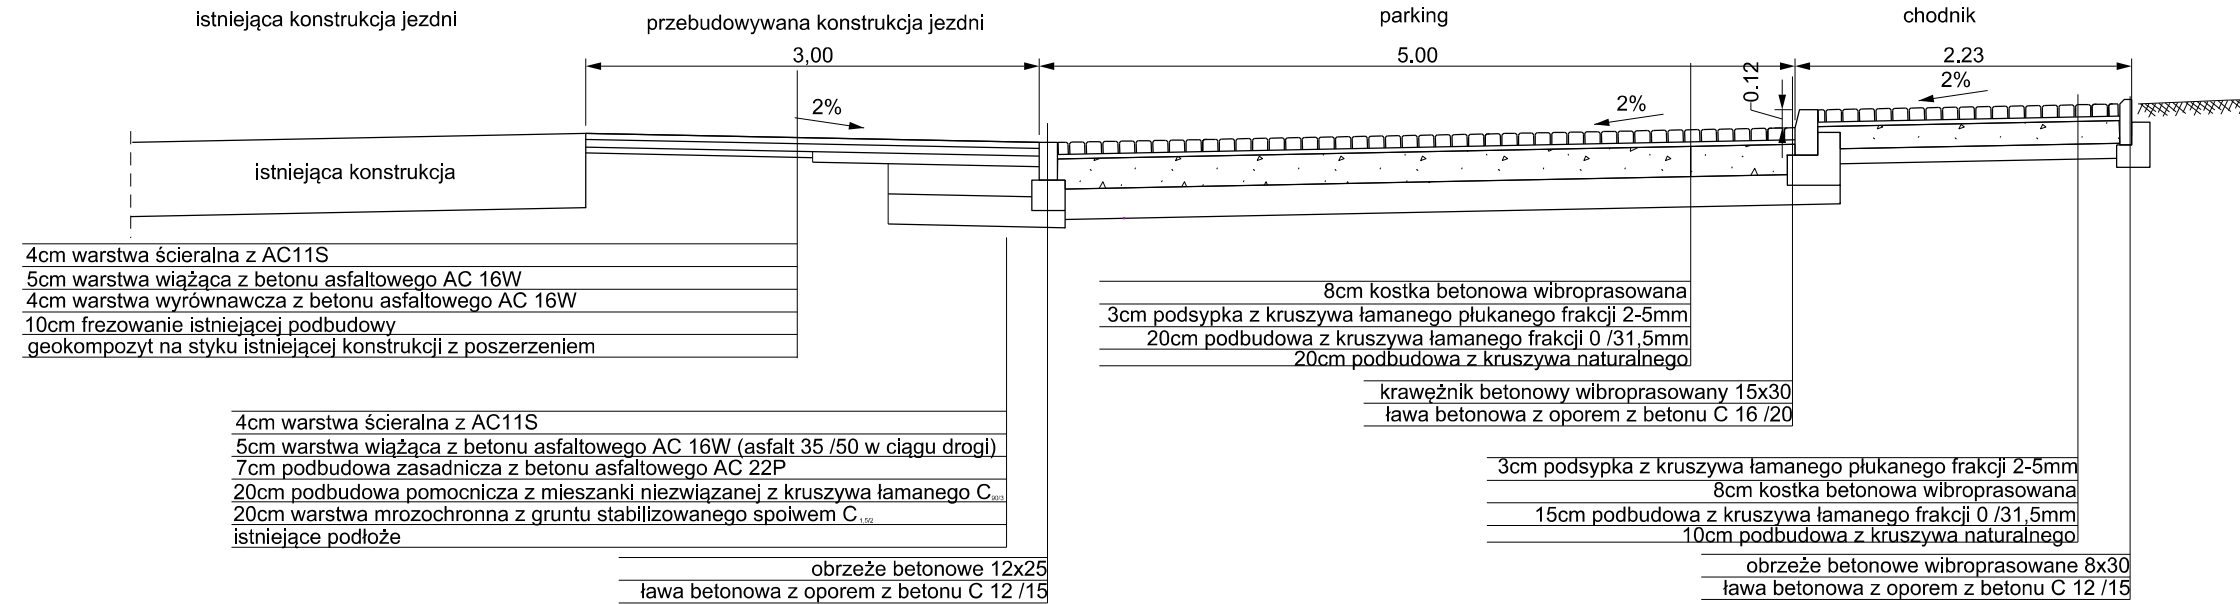 istniejąca konstrukcja jezdni
przebudowywana konstrukcja jezdni
parking
chodnik
3,00
5.00
2.23
0.12
2%
2%
2%
istniejąca konstrukcja
4cm warstwa ścieralna z AC11S
5cm warstwa wiążąca z betonu asfaltowego AC 16W
4cm warstwa wyrównawcza z betonu asfaltowego AC 16W
10cm frezowanie istniejącej podbudowy
geokompozyt na styku istniejącej konstrukcji z poszerzeniem
8cm kostka betonowa wibroprasowana
3cm podsypka z kruszywa łamanego płukanego frakcji 2-5mm
20cm podbudowa z kruszywa łamanego frakcji 0 /31,5mm
20cm podbudowa z kruszywa naturalnego
krawężnik betonowy wibroprasowany 15x30
ława betonowa z oporem z betonu C 16 /20
4cm warstwa ścieralna z AC11S
5cm warstwa wiążąca z betonu asfaltowego AC 16W (asfalt 35 /50 w ciągu drogi)
7cm podbudowa zasadnicza z betonu asfaltowego AC 22P
20cm podbudowa pomocnicza z mieszanki niezwiązanej z kruszywa łamanego C90/3
20cm warstwa mrozochronna z gruntu stabilizowanego spoiwem C1,5/2
istniejące podłoże
3cm podsypka z kruszywa łamanego płukanego frakcji 2-5mm
8cm kostka betonowa wibroprasowana
15cm podbudowa z kruszywa łamanego frakcji 0 /31,5mm
10cm podbudowa z kruszywa naturalnego
obrzeże betonowe 12x25
ława betonowa z oporem z betonu C 12 /15
obrzeże betonowe wibroprasowane 8x30
ława betonowa z oporem z betonu C 12 /15